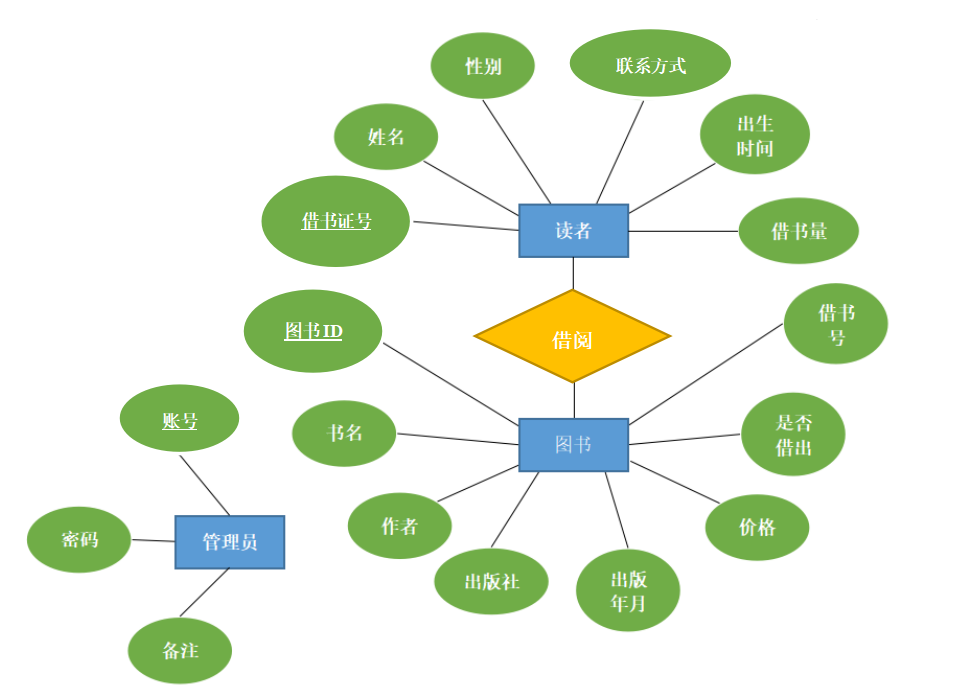 性别
联系方式
姓名
出生
时间
借书证号
读者
借书量
图书ID
借阅
借书
号
账号
书名
图书
是否
借出
密码
管理员
作者
价格
出版社
出版
年月
备注